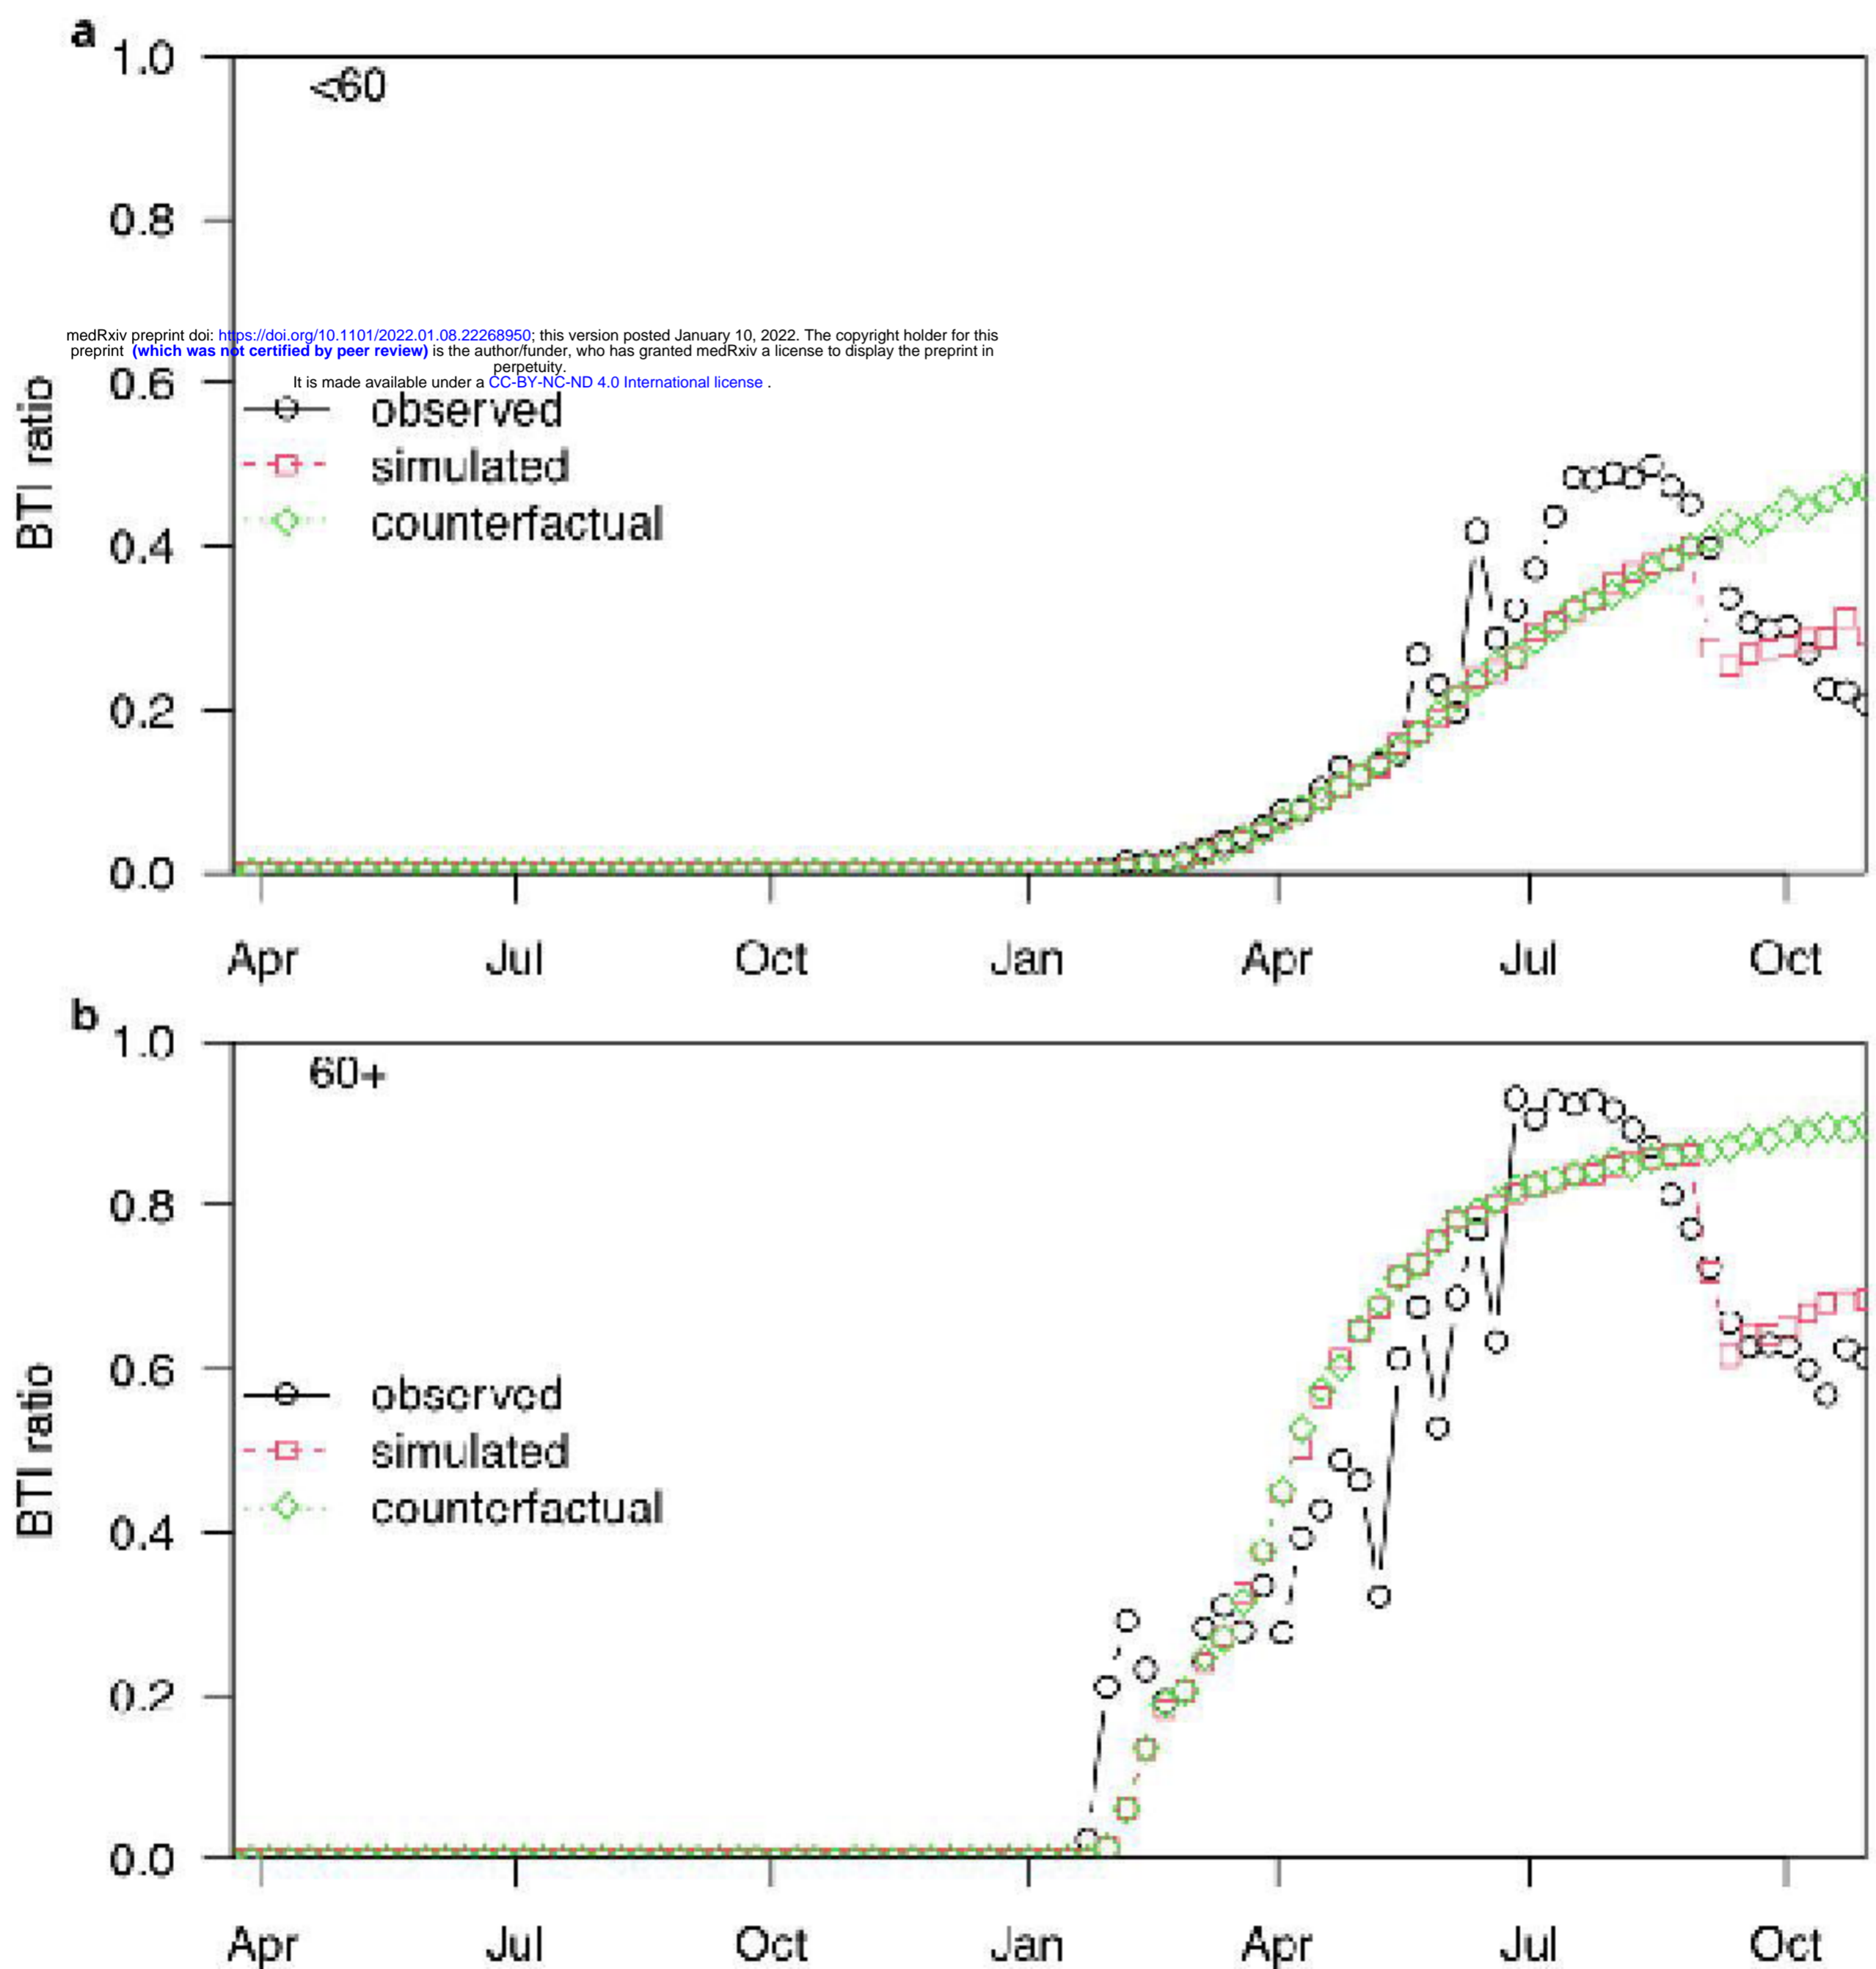 a
1.0
<60
0.8
medRxiv preprint doi: https://doi.org/10.1101/2022.01.08.22268950; this version posted January 10, 2022. The copyright holder for this
preprint (which was not certified by peer review) is the author/funder, who has granted medRxiv a license to display the preprint in
perpetuity.
It is made available under a CC-BY-NC-ND 4.0 International license .
0.6
BTI ratio
observed
simulated
counterfactual
0.4
0.2
0.0
Apr Jul Oct Jan Apr Jul Oct
b
1.0
60+
0.8
0.6
BTI ratio
observed
simulated
counterfactual
0.4
0.2
0.0
Apr Jul Oct Jan Apr Jul Oct